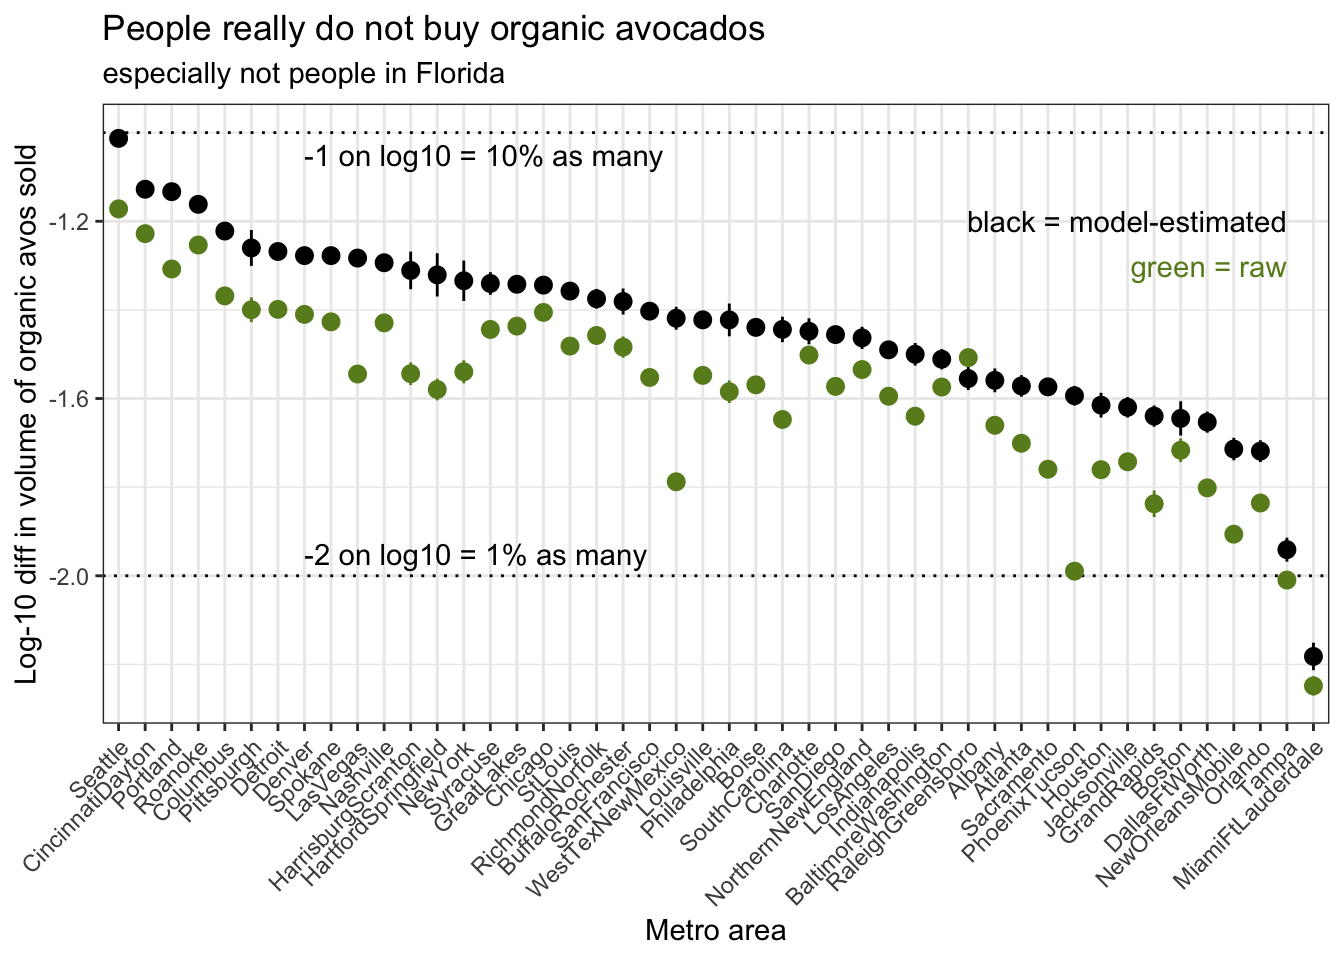 People really do not buy organic avocados
especially not people in Florida
Log-10 diff in volume of organic avos sold
-1.2
-1.6
-2.0
-1 on log10 = 10% as many
black = model-estimated
green = raw
-2 on log10 = 1% as many
Seattle
CincinnatiDayton
Portland
Roanoke
Columbus
Pittsburgh
Detroit
Denver
Spokane
Las Vegas
Nashville
HarrisburgScranton
HartfordSpringfield
NewYork
Syracuse
GreatLakes
Chicago
StLouis
RichmondNorfolk
BuffaloRochester
SanFrancisco
WestTexNewMexico
Louisville
Philadelphia
Boise
SouthCarolina
Charlotte
SanDiego
NorthernNewEngland
LosAngeles
Indianapolis
BaltimoreWashington
RaleighGreensboro
Albany
Atlanta
Sacramento
PhoenixTucson
Houston
Jacksonville
GrandRapids
Boston
DallasFtWorth
NewOrleansMobile
Orlando
Tampa
MiamiFtLauderdale
Metro area